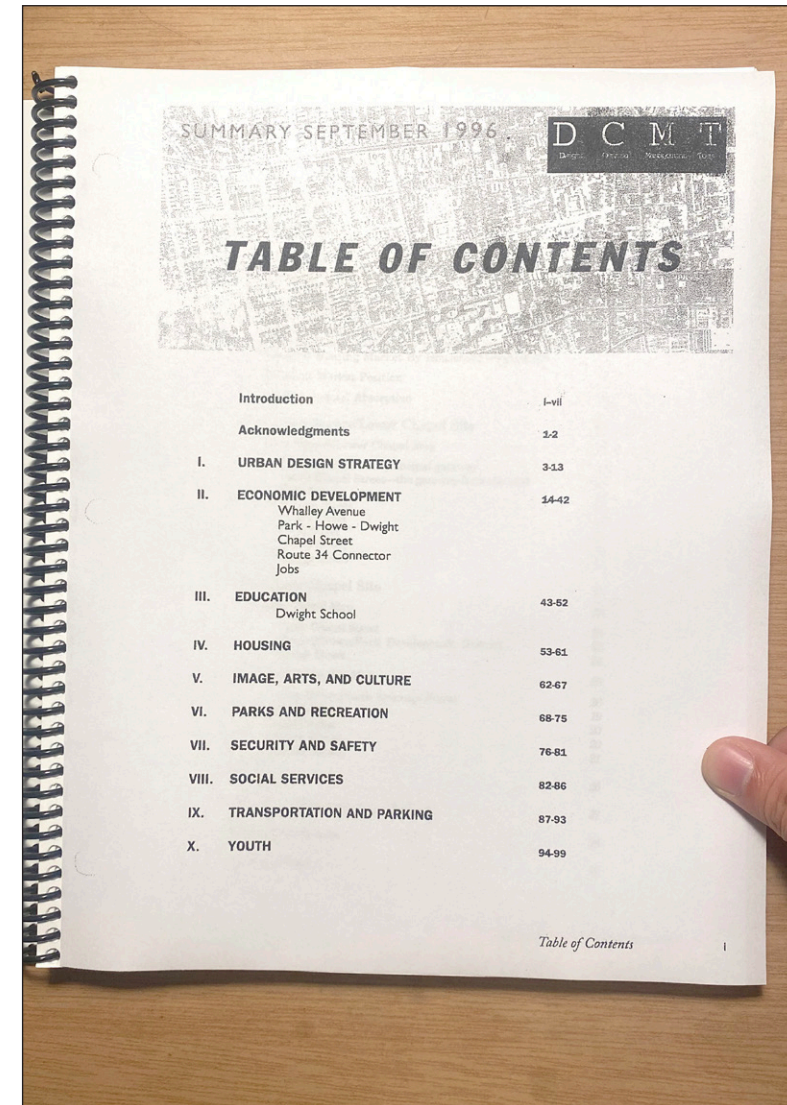 SUMMARY SEPTEMBER 1996
D C M T
Dwight Central Management Team
TABLE OF CONTENTS
Introduction i-vii
Acknowledgments 1-2
I. URBAN DESIGN STRATEGY 3-13
II. ECONOMIC DEVELOPMENT 14-42
Whalley Avenue
Park - Howe - Dwight
Chapel Street
Route 34 Connector
Jobs
III. EDUCATION 43-52
Dwight School
IV. HOUSING 53-61
V. IMAGE, ARTS, AND CULTURE 62-67
VI. PARKS AND RECREATION 68-75
VII. SECURITY AND SAFETY 76-81
VIII. SOCIAL SERVICES 82-86
IX. TRANSPORTATION AND PARKING 87-93
X. YOUTH 94-99
Table of Contents i